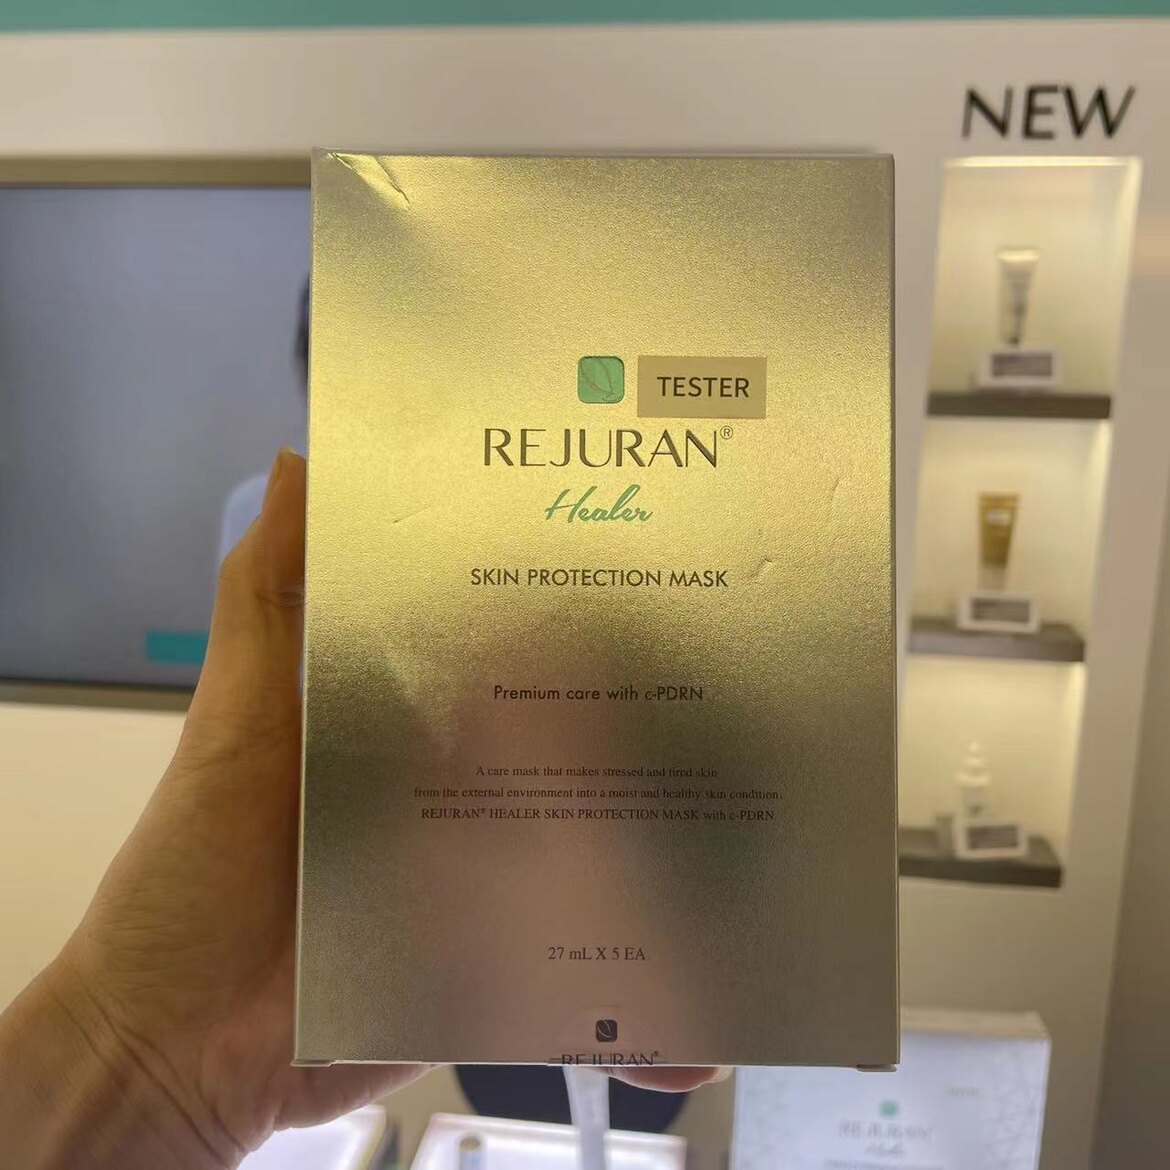 NEW
TESTER
REJURAN®
Healer
SKIN PROTECTION MASK
Premium care with c-PDRN
A care mask that makes stressed and tired skin
from the external environment into a moist and healthy skin condition.
REJURAN® HEALER SKIN PROTECTION MASK with c-PDRN
27 mL X 5 EA
REJURAN®
REJURAN